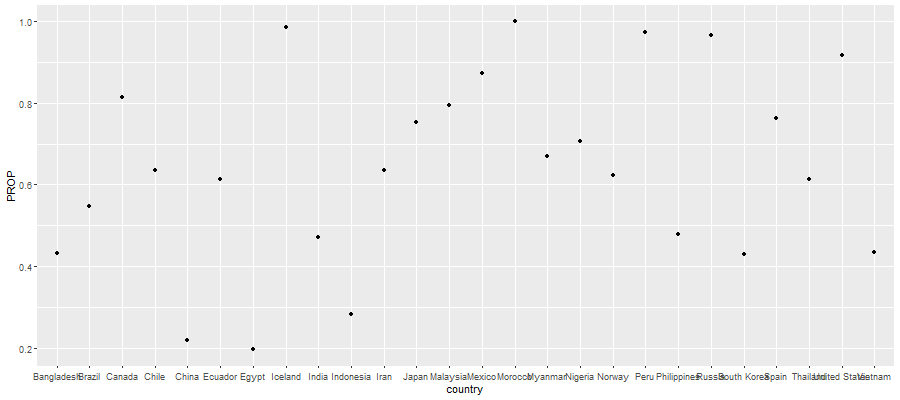 1.0
0.8
PROP
0.6
0.4
0.2
Bangladesh Brazil Canada Chile China Ecuador Egypt Iceland India Indonesia Iran Japan Malaysia Mexico Morocco Myanmar Nigeria Norway Peru Philippines Russia South Korea Spain Thailand United States Vietnam
country